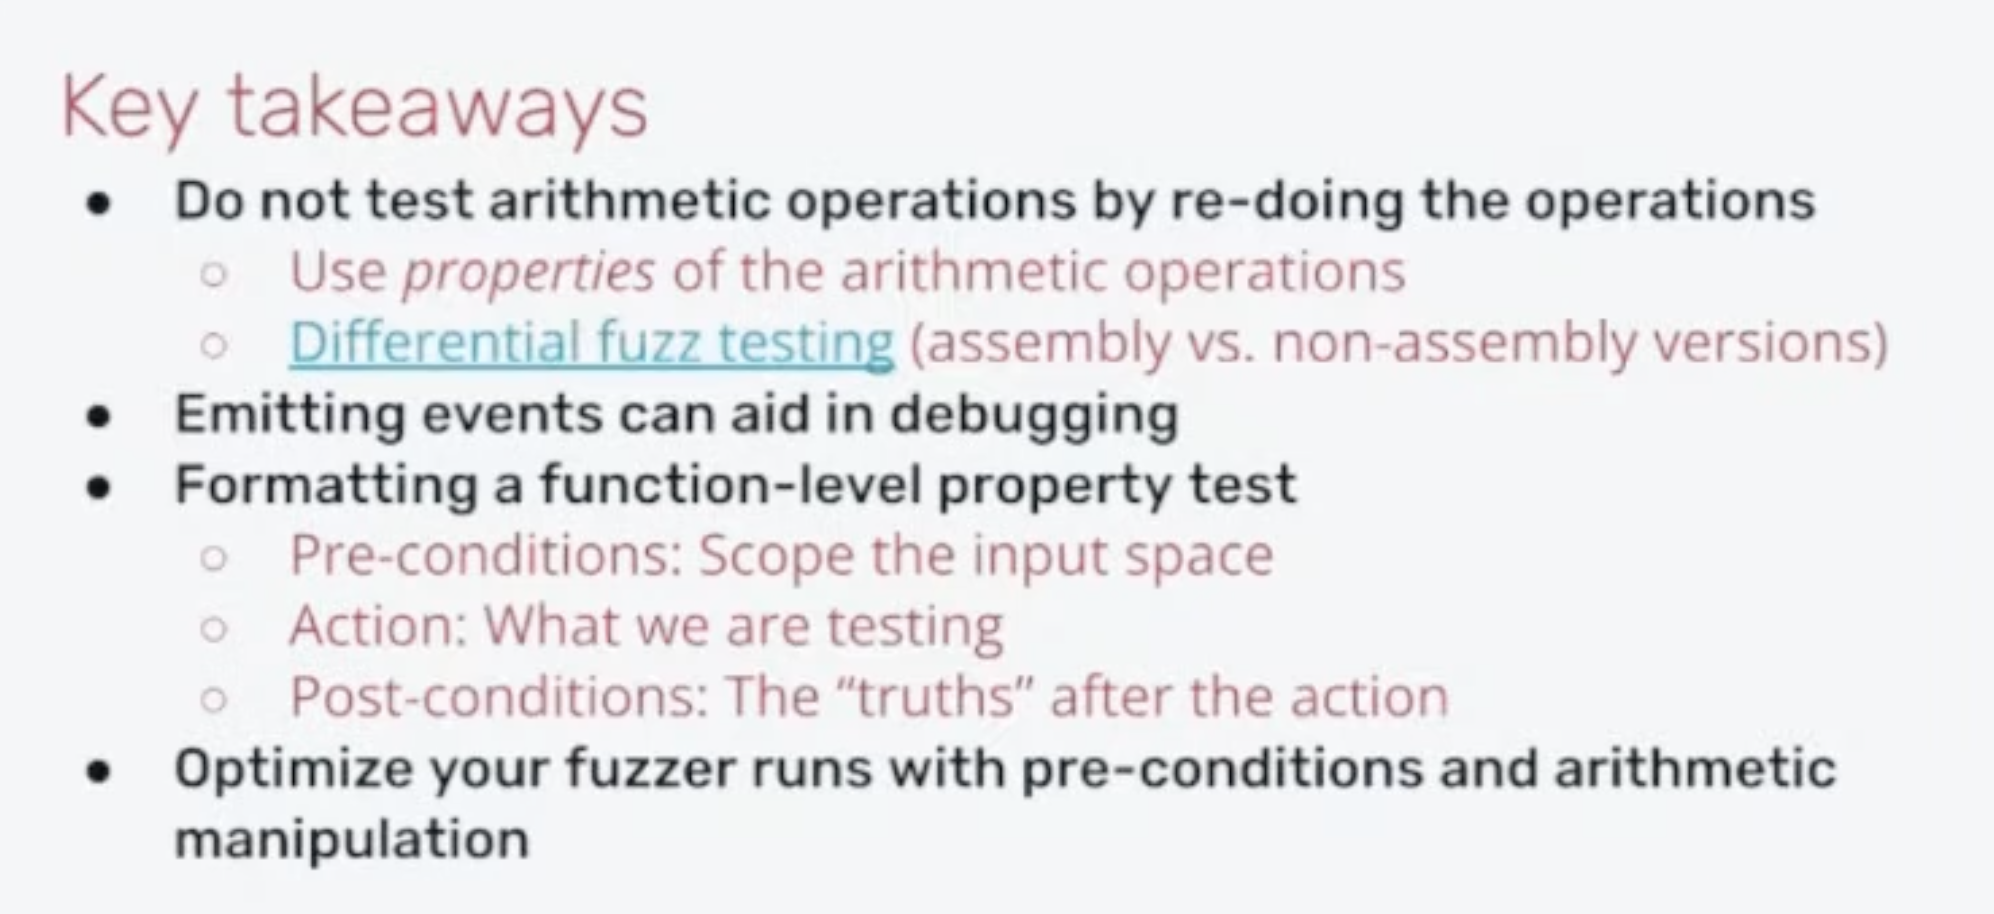 Key takeaways
● Do not test arithmetic operations by re-doing the operations
○ Use properties of the arithmetic operations
○ Differential fuzz testing (assembly vs. non-assembly versions)
● Emitting events can aid in debugging
● Formatting a function-level property test
○ Pre-conditions: Scope the input space
○ Action: What we are testing
○ Post-conditions: The “truths” after the action
● Optimize your fuzzer runs with pre-conditions and arithmetic
manipulation